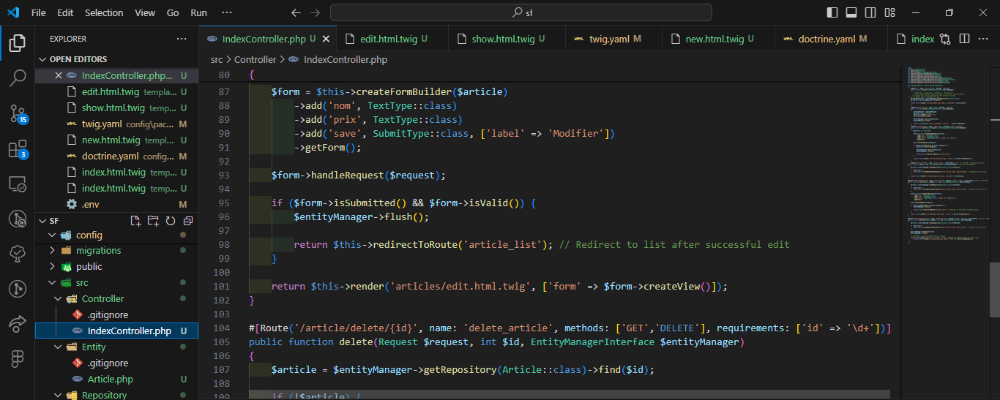 File Edit Selection View Go Run ··· sf
EXPLORER ···
OPEN EDITORS
IndexController.php... U
edit.html.twig templa... U
show.html.twig temp... U
twig.yaml config\pac... M
new.html.twig templ... U
doctrine.yaml config... M
index.html.twig temp... U
index.html.twig temp... U
.env M
SF
config
migrations
public
src
Controller
.gitignore
IndexController.php U
Entity
.gitignore
Article.php U
Repository
15
3
IndexController.php U edit.html.twig U show.html.twig U twig.yaml M new.html.twig U doctrine.yaml M index ···
src > Controller > IndexController.php
80 {
87 $form = $this->createFormBuilder($article)
88 ->add('nom', TextType::class)
89 ->add('prix', TextType::class)
90 ->add('save', SubmitType::class, ['label' => 'Modifier'])
91 ->getForm();
92
93 $form->handleRequest($request);
94
95 if ($form->isSubmitted() && $form->isValid()) {
96 $entityManager->flush();
97
98 return $this->redirectToRoute('article_list'); // Redirect to list after successful edit
99 }
100
101 return $this->render('articles/edit.html.twig', ['form' => $form->createView()]);
102 }
103
104 #[Route('/article/delete/{id}', name: 'delete_article', methods: ['GET','DELETE'], requirements: ['id' => '\d+'])]
105 public function delete(Request $request, int $id, EntityManagerInterface $entityManager)
106 {
107 $article = $entityManager->getRepository(Article::class)->find($id);
108
109 if (!$article) {